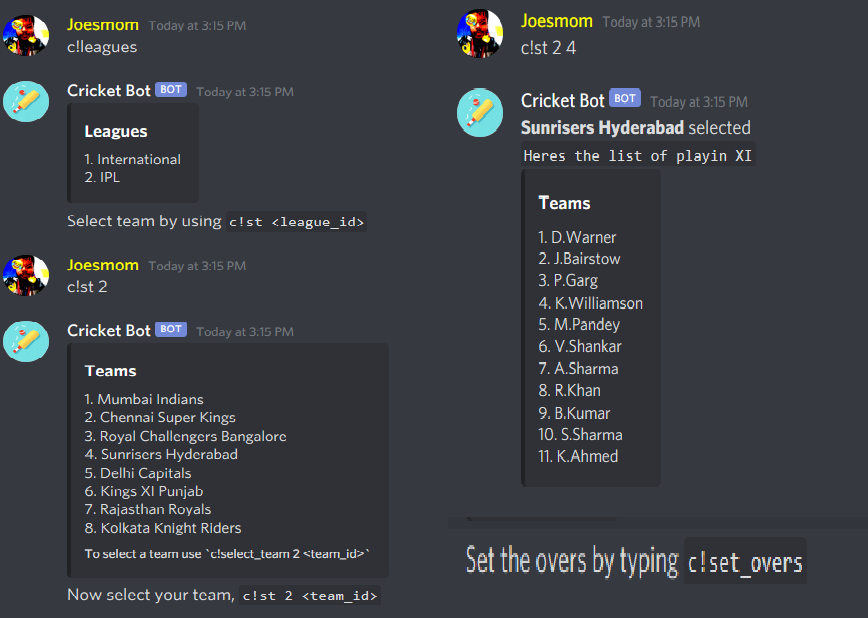 Joesmom Today at 3:15 PM
c!leagues
Cricket Bot BOT Today at 3:15 PM
Leagues
1. International
2. IPL
Select team by using c!st <league_id>
Joesmom Today at 3:15 PM
c!st 2
Cricket Bot BOT Today at 3:15 PM
Teams
1. Mumbai Indians
2. Chennai Super Kings
3. Royal Challengers Bangalore
4. Sunrisers Hyderabad
5. Delhi Capitals
6. Kings XI Punjab
7. Rajasthan Royals
8. Kolkata Knight Riders
To select a team use `c!select_team 2 <team_id>`
Now select your team, c!st 2 <team_id>
Joesmom Today at 3:15 PM
c!st 2 4
Cricket Bot BOT Today at 3:15 PM
Sunrisers Hyderabad selected
Heres the list of playin XI
Teams
1. D.Warner
2. J.Bairstow
3. P.Garg
4. K.Williamson
5. M.Pandey
6. V.Shankar
7. A.Sharma
8. R.Khan
9. B.Kumar
10. S.Sharma
11. K.Ahmed
Set the overs by typing c!set_overs